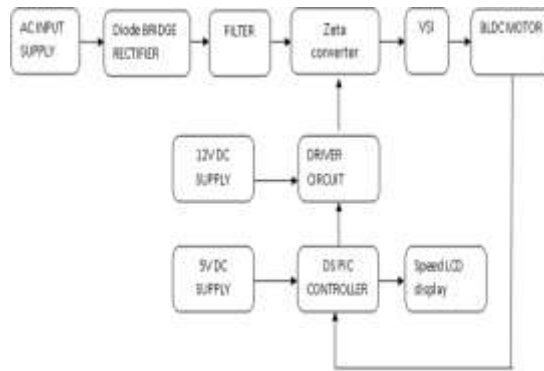 AC INPUT
SUPPLY
Diode BRIDGE
RECTIFIER
FILTER
Zeta
converter
VSI
BLDC MOTOR
12V DC
SUPPLY
DRIVER
CIRCUIT
5V DC
SUPPLY
DS PIC
CONTROLLER
Speed LCD
display